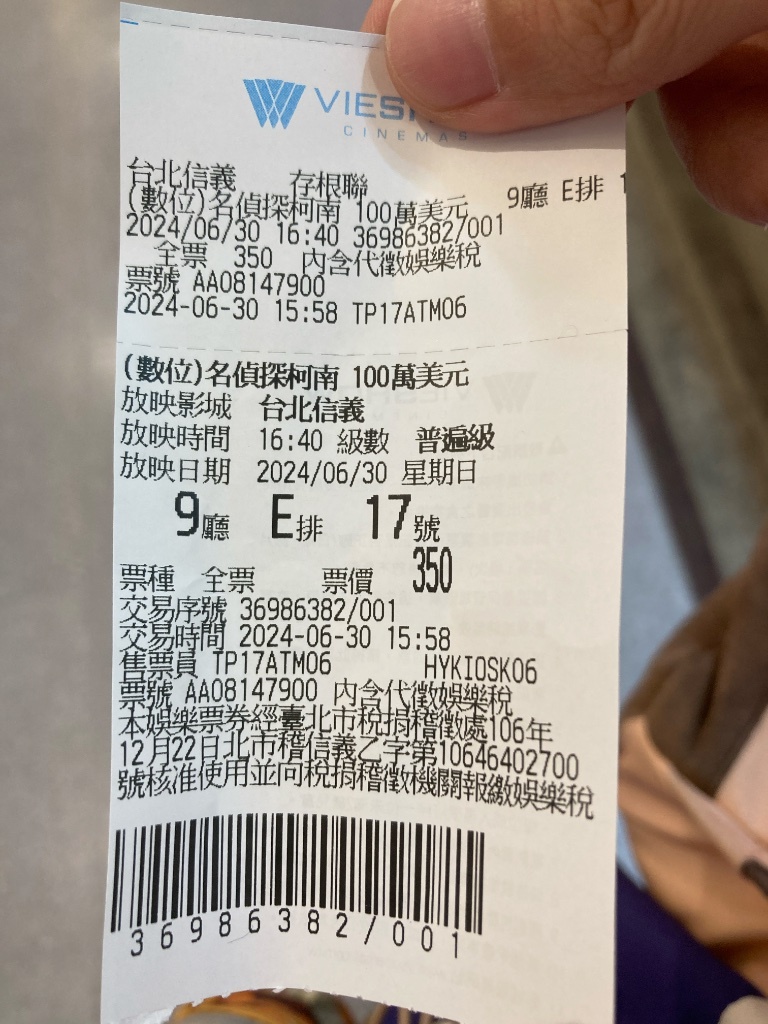 VIES
CINEMAS
台北信義 存根聯
(數位)名偵探柯南 100萬美元 9廳 E排 1
2024/06/30 16:40 36986382/001
全票 350 內含代徵娛樂稅
票號 AA08147900
2024-06-30 15:58 TP17ATM06
(數位)名偵探柯南 100萬美元
放映影城 台北信義
放映時間 16:40 級數 普遍級
放映日期 2024/06/30 星期日
9廳 E排 17號
票種 全票 票價 350
交易序號 36986382/001
交易時間 2024-06-30 15:58
售票員 TP17ATM06 HYKIOSK06
票號 AA08147900 內含代徵娛樂稅
本娛樂票券經臺北市稅捐稽徵處106年
12月22日北市稽信義乙字第10646402700
號核准使用並向稅捐稽徵機關報繳娛樂稅
36986382/001